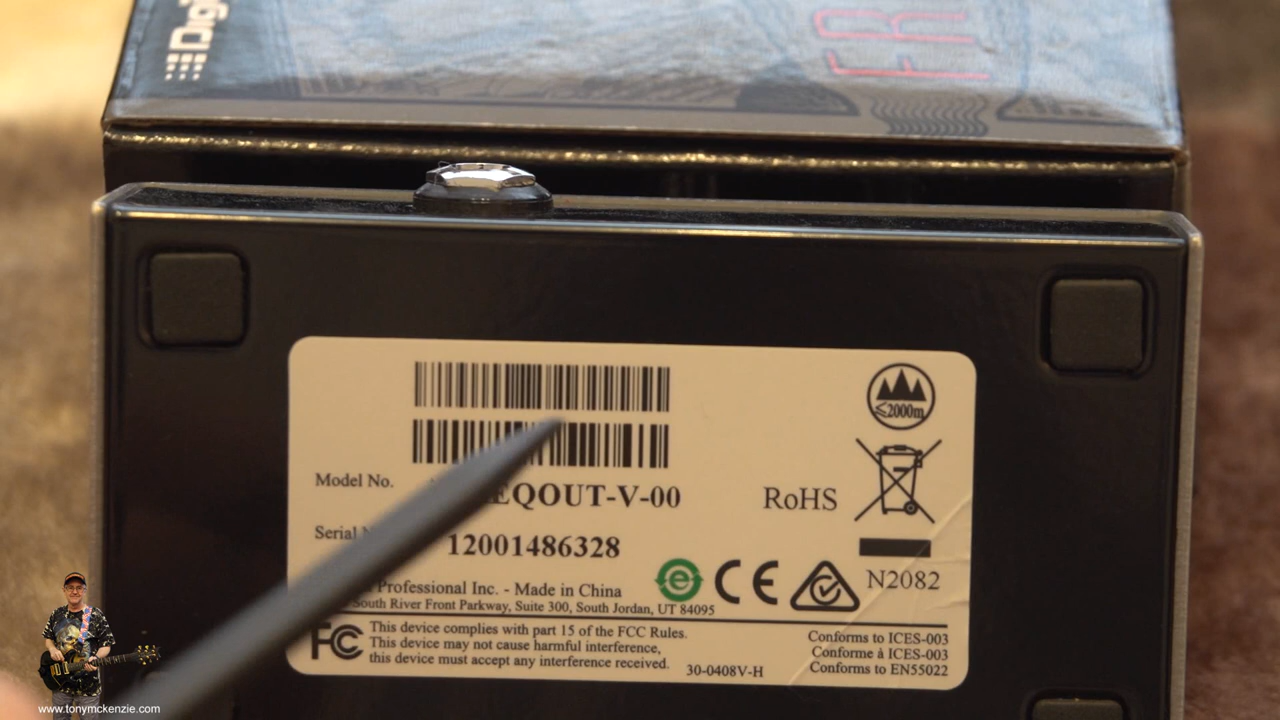 Digi
FR
≤2000m
Model No. EQOUT-V-00
RoHS
Serial 12001486328
Professional Inc. - Made in China
South River Front Parkway, Suite 300, South Jordan, UT 84095
e
CE
N2082
FC
This device complies with part 15 of the FCC Rules.
This device may not cause harmful interference,
this device must accept any interference received.
30-0408V-H
Conforms to ICES-003
Conforme à ICES-003
Conforms to EN55022
www.tonymckenzie.com